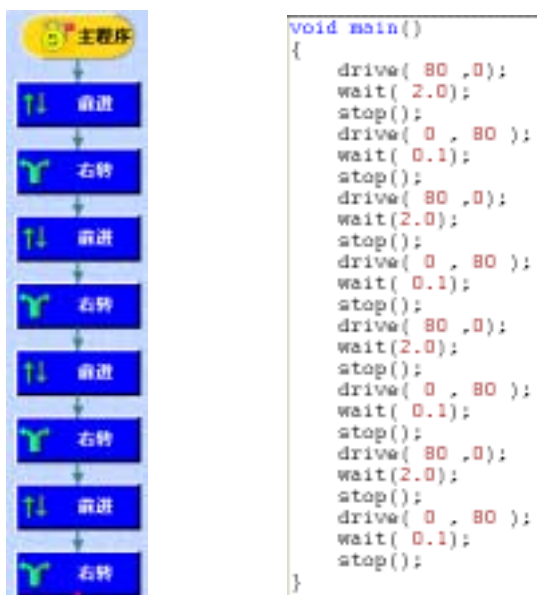 主程序
前进
右转
前进
右转
前进
右转
前进
右转
void main()
{
drive( 80 ,0);
wait( 2.0);
stop();
drive( 0 , 80 );
wait( 0.1);
stop();
drive( 80 ,0);
wait(2.0);
stop();
drive( 0 , 80 );
wait( 0.1);
stop();
drive( 80 ,0);
wait(2.0);
stop();
drive( 0 , 80 );
wait( 0.1);
stop();
drive( 80 ,0);
wait(2.0);
stop();
drive( 0 , 80 );
wait( 0.1);
stop();
}